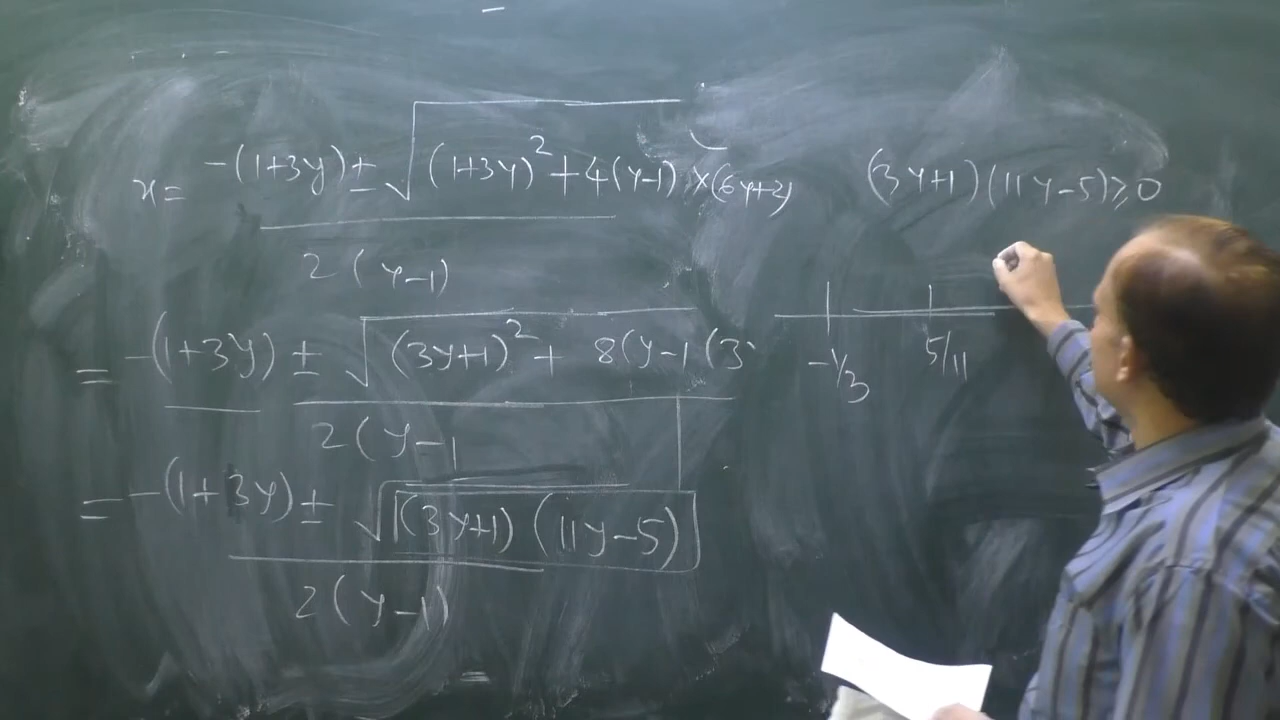 x = -(1+3y) ± √(1+3y)² + 4(y-1) × (6y+2)
2(y-1)
= -(1+3y) ± √(3y+1)² + 8(y-1(3
2(y-1
= -(1+3y) ± √(3y+1)(11y-5)
2(y-1)
(3y+1)(11y-5) ≥ 0
-1/3 5/11